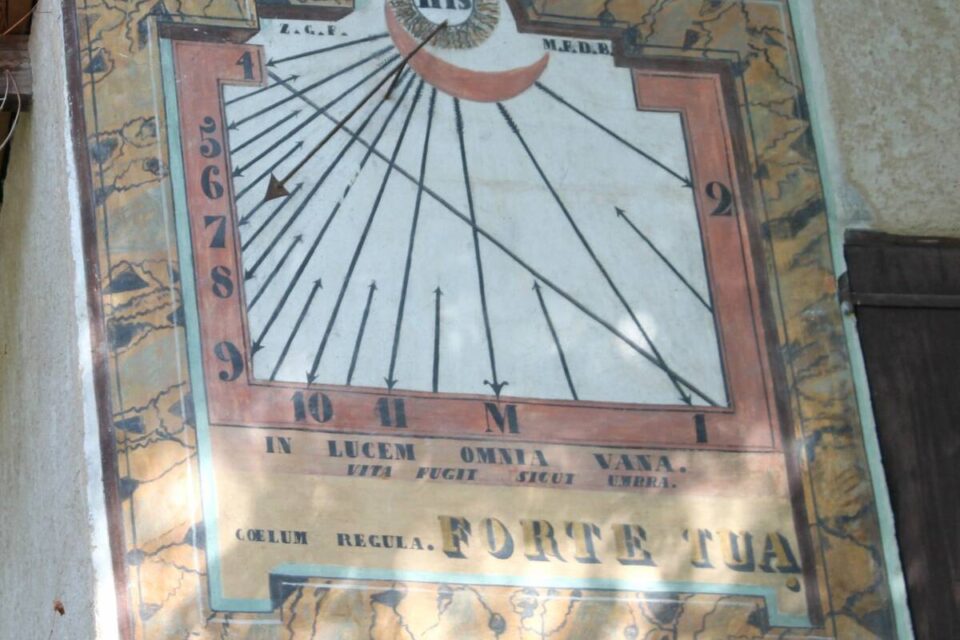 IHS
Z.G.F.
M.F.D.B.
4
5
6
7
8
9
2
10 11 M 1
IN LUCEM OMNIA VANA.
VITA FUGIT SICUT UMBRA.
CŒLUM REGULA. FORTE TUA.